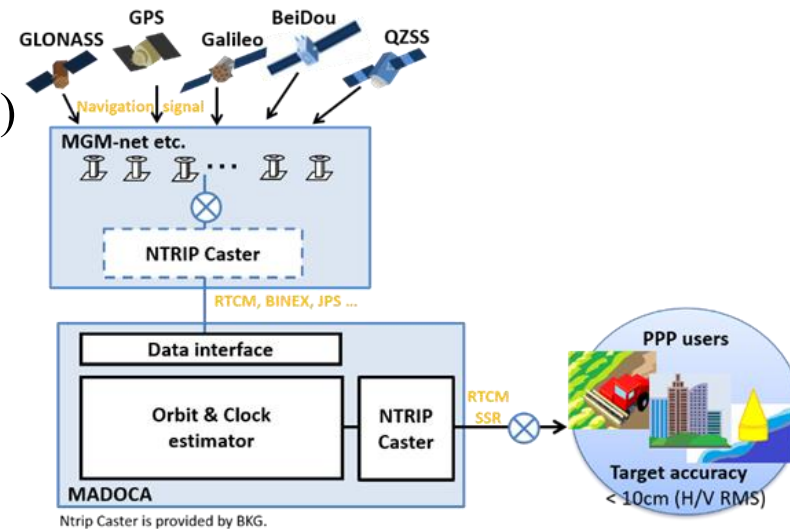 BeiDou
GPS
GLONASS
Galileo
QZSS
Navigation signal
)
MGM-net etc.
...
NTRIP Caster
RTCM, BINEX, JPS ...
Data interface
PPP users
Orbit & Clock
estimator
NTRIP
Caster
RTCM
SSR
Target accuracy
< 10cm (H/V RMS)
MADOCA
Ntrip Caster is provided by BKG.